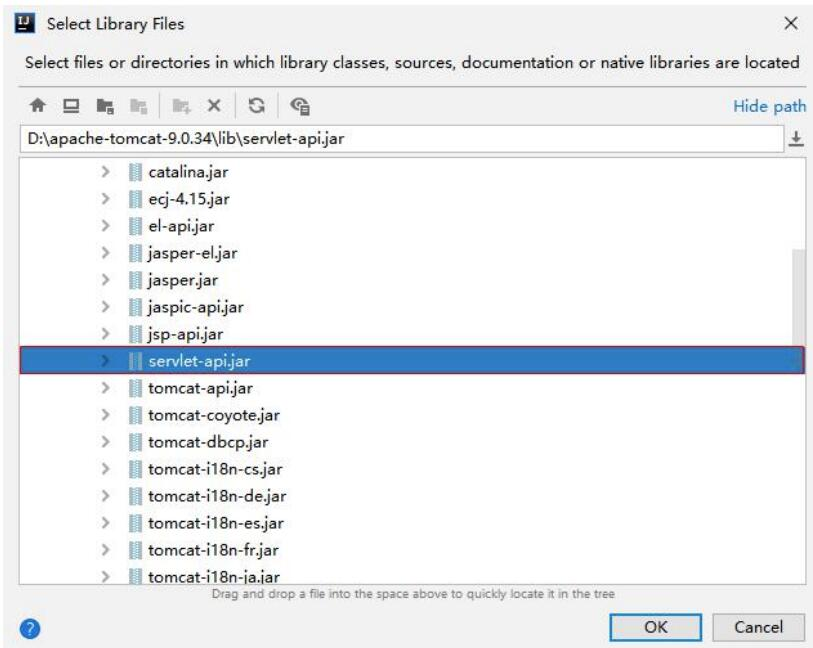 Select Library Files
Select files or directories in which library classes, sources, documentation or native libraries are located
Hide path
D:\apache-tomcat-9.0.34\lib\servlet-api.jar
catalina.jar
ecj-4.15.jar
el-api.jar
jasper-el.jar
jasper.jar
jaspic-api.jar
jsp-api.jar
servlet-api.jar
tomcat-api.jar
tomcat-coyote.jar
tomcat-dbcp.jar
tomcat-i18n-cs.jar
tomcat-i18n-de.jar
tomcat-i18n-es.jar
tomcat-i18n-fr.jar
tomcat-i18n-ja.jar
Drag and drop a file into the space above to quickly locate it in the tree
? OK Cancel